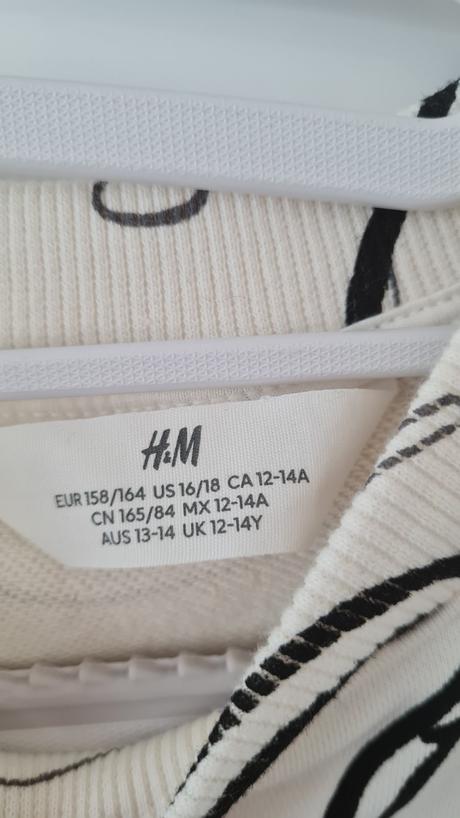 H&M
EUR 158/164 US 16/18 CA 12-14A
CN 165/84 MX 12-14A
AUS 13-14 UK 12-14Y